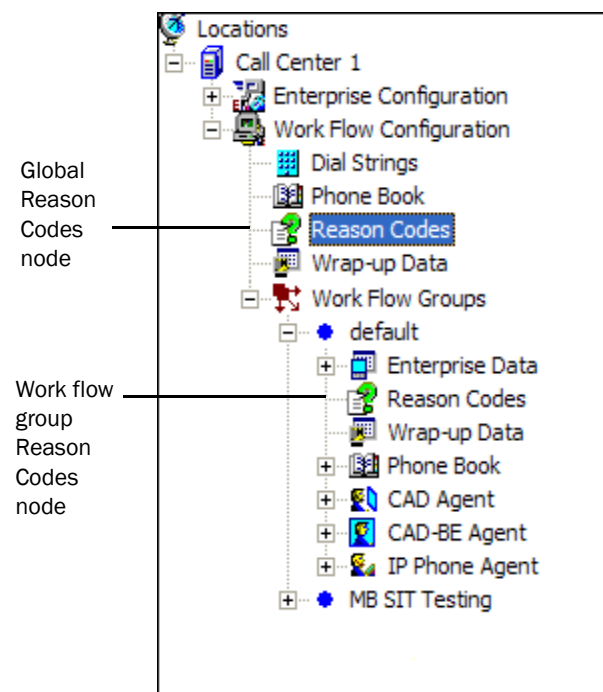 Locations
Call Center 1
Enterprise Configuration
Work Flow Configuration
Dial Strings
Phone Book
Reason Codes
Wrap-up Data
Work Flow Groups
default
Enterprise Data
Reason Codes
Wrap-up Data
Phone Book
CAD Agent
CAD-BE Agent
IP Phone Agent
MB SIT Testing
Global
Reason
Codes
node
Work flow
group
Reason
Codes
node